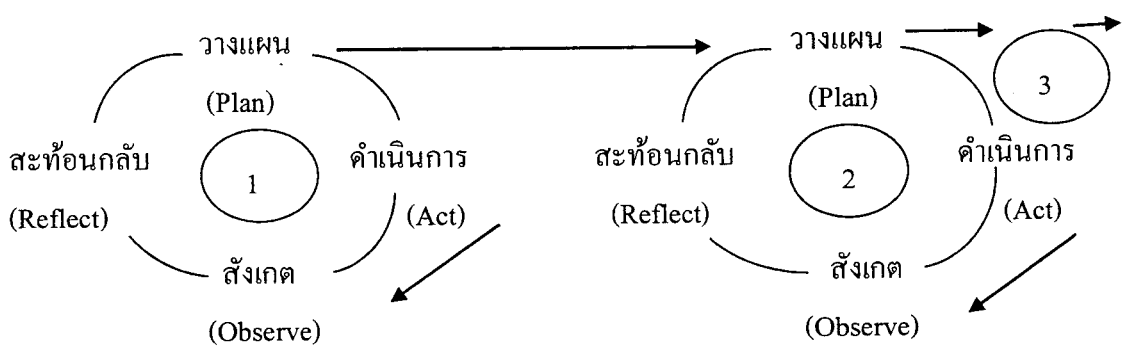 วางแผน
(Plan)
สะท้อนกลับ
(Reflect)
1
ดำเนินการ
(Act)
สังเกต
(Observe)
วางแผน
(Plan)
สะท้อนกลับ
(Reflect)
2
ดำเนินการ
(Act)
สังเกต
(Observe)
3